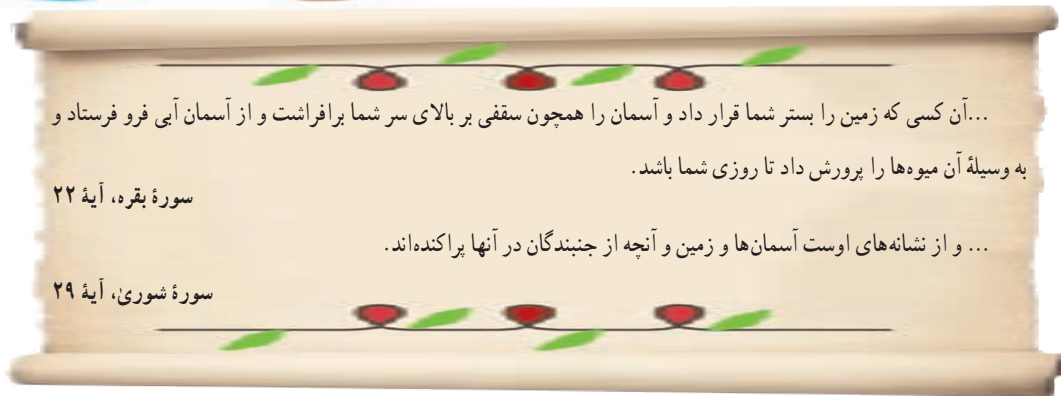 ...آن کسی که زمین را بستر شما قرار داد و آسمان را همچون سقفی بر بالای سر شما برافراشت و از آسمان آبی فرو فرستاد و
به وسیلهٔ آن میوه‌ها را پرورش داد تا روزی شما باشد.
سورهٔ بقره، آیهٔ ۲۲
... و از نشانه‌های اوست آسمان‌ها و زمین و آنچه از جنبندگان در آنها پراکنده‌اند.
سورهٔ شوریٰ، آیهٔ ۲۹